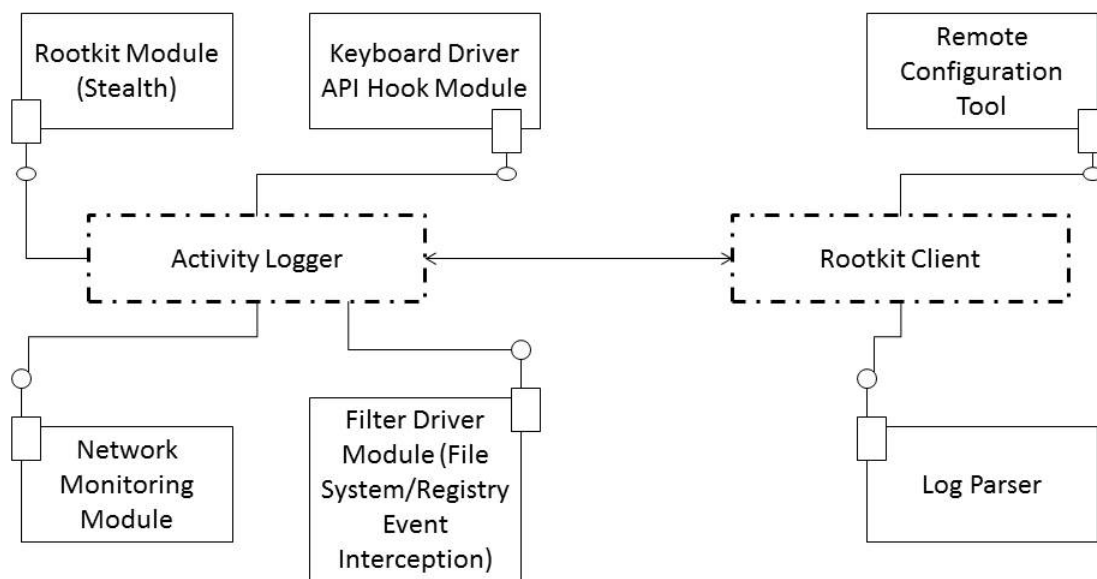 Rootkit Module
(Stealth)
Keyboard Driver
API Hook Module
Remote
Configuration
Tool
Activity Logger
Rootkit Client
Network
Monitoring
Module
Filter Driver
Module (File
System/Registry
Event
Interception)
Log Parser